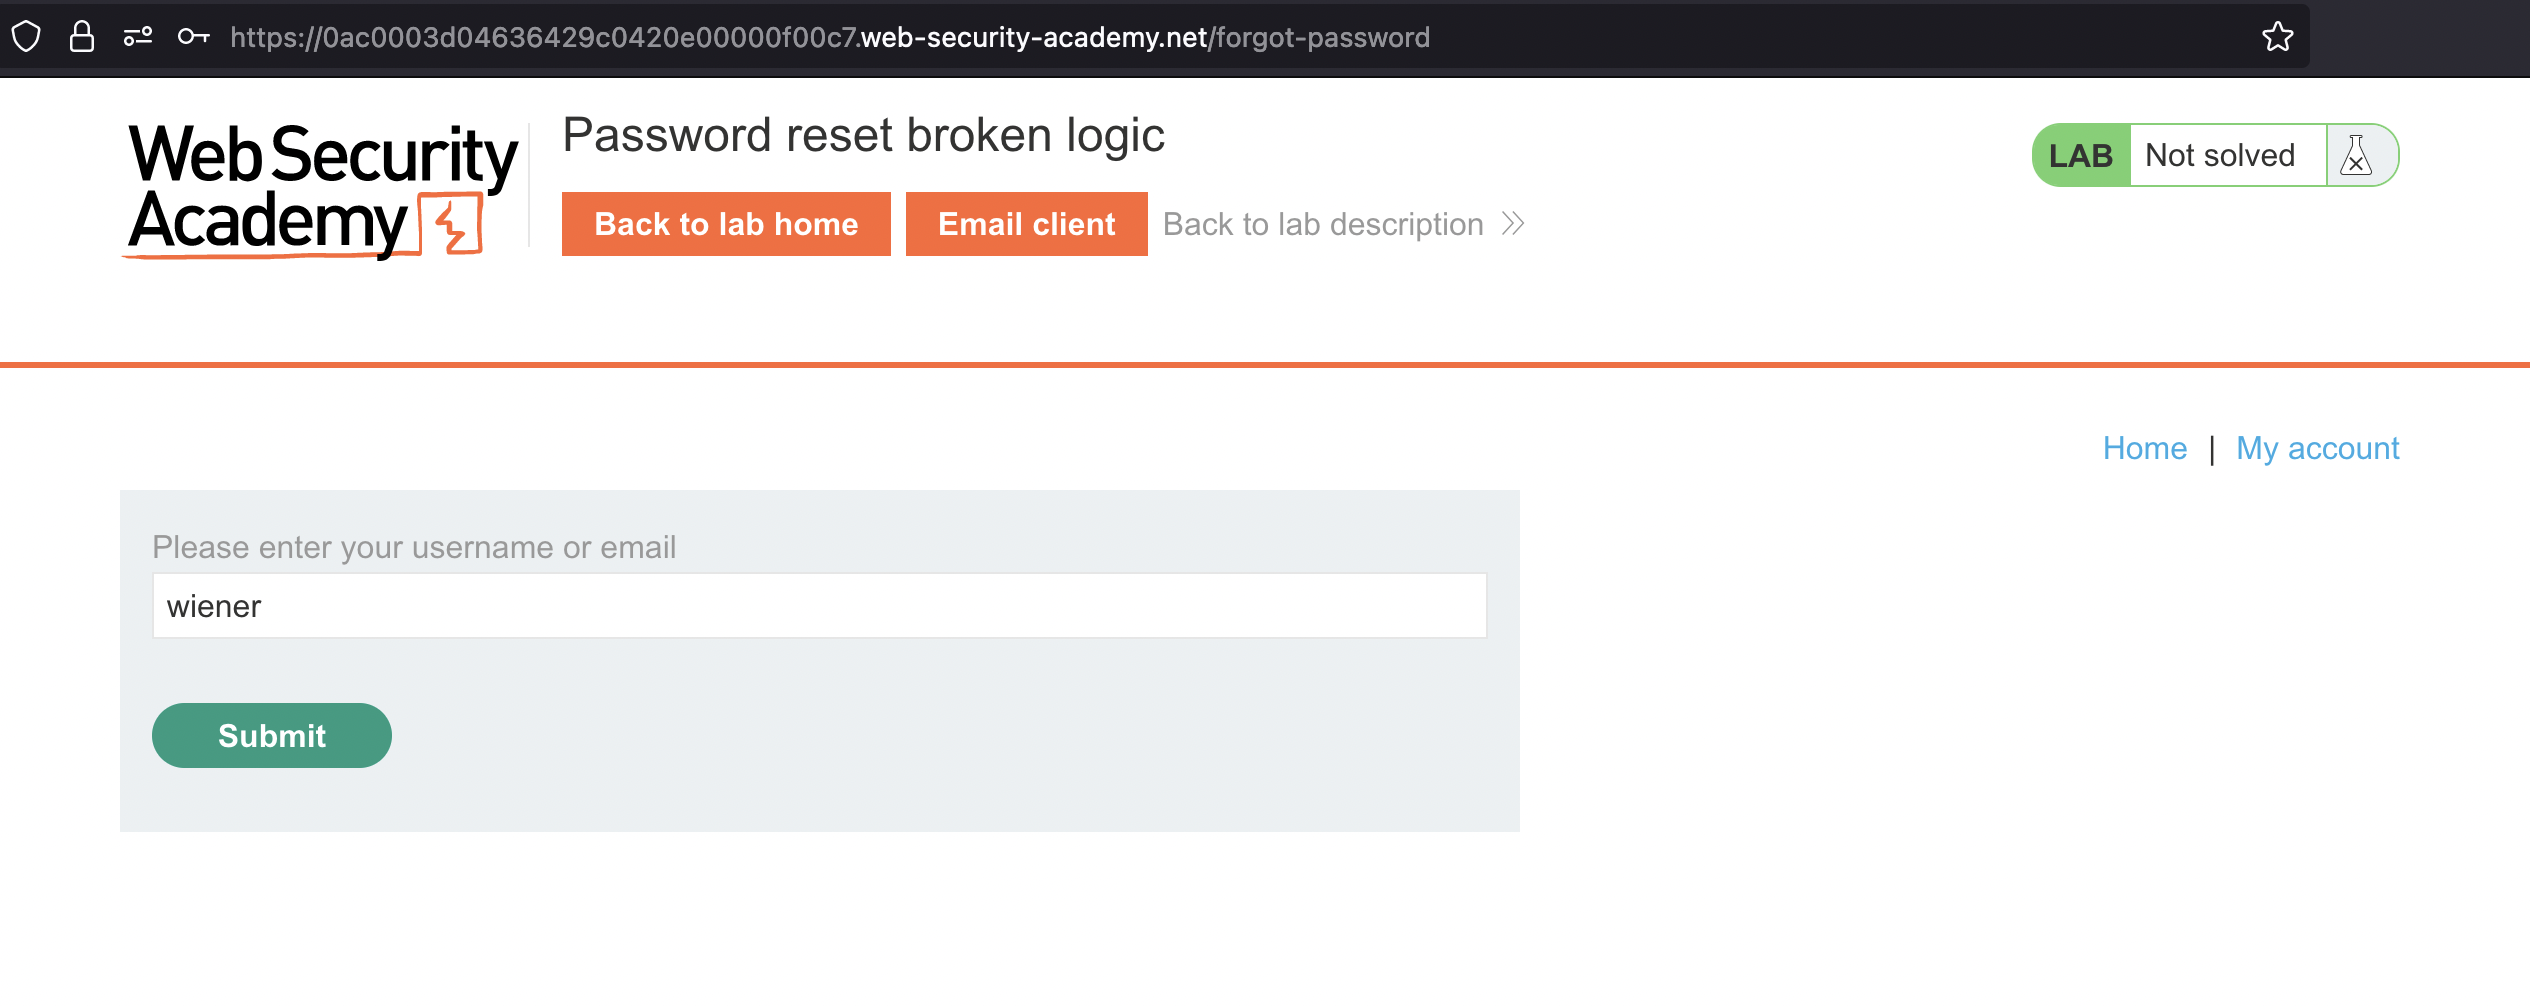 https://0ac0003d04636429c0420e00000f00c7.web-security-academy.net/forgot-password
Web Security
Academy
Password reset broken logic
Back to lab home
Email client
Back to lab description
LAB
Not solved
Home | My account
Please enter your username or email
wiener
Submit